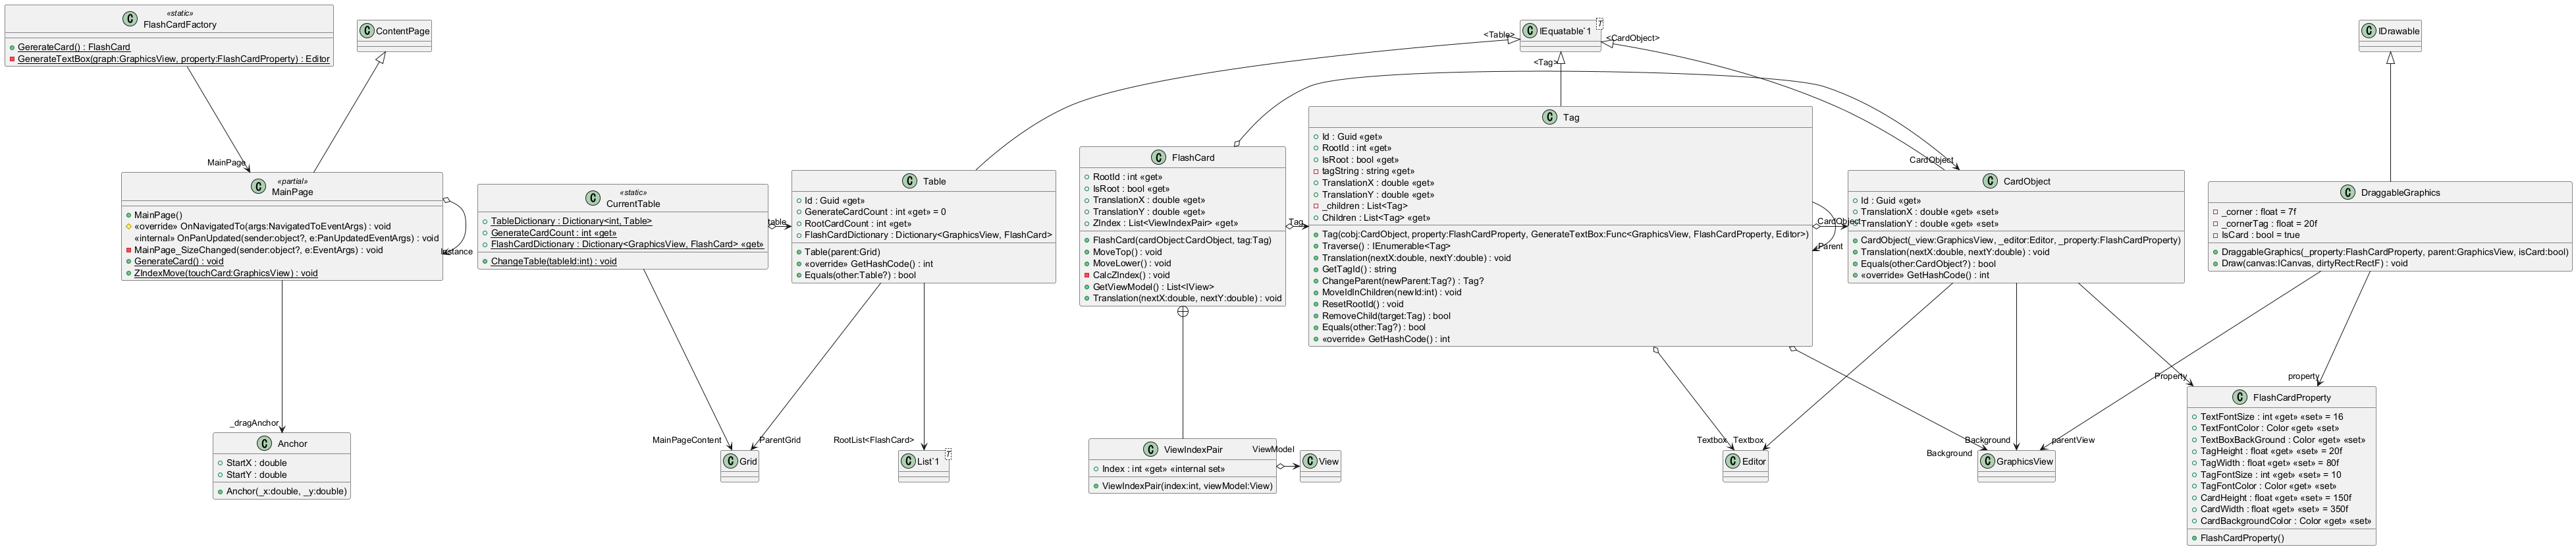 «static»
FlashCardFactory
GererateCard() : FlashCard
GenerateTextBox(graph:GraphicsView, property:FlashCardProperty) : Editor
ContentPage
IEquatable`1
T
IDrawable
<Table>
<CardObject>
<Tag>
MainPage
«partial»
MainPage
MainPage()
«override» OnNavigatedTo(args:NavigatedToEventArgs) : void
«internal» OnPanUpdated(sender:object?, e:PanUpdatedEventArgs) : void
MainPage_SizeChanged(sender:object?, e:EventArgs) : void
GenerateCard() : void
ZIndexMove(touchCard:GraphicsView) : void
Instance
«static»
CurrentTable
TableDictionary : Dictionary<int, Table>
GenerateCardCount : int «get»
FlashCardDictionary : Dictionary<GraphicsView, FlashCard> «get»
ChangeTable(tableId:int) : void
table
Table
Id : Guid «get»
GenerateCardCount : int «get» = 0
RootCardCount : int «get»
FlashCardDictionary : Dictionary<GraphicsView, FlashCard>
Table(parent:Grid)
«override» GetHashCode() : int
Equals(other:Table?) : bool
FlashCard
RootId : int «get»
IsRoot : bool «get»
TranslationX : double «get»
TranslationY : double «get»
ZIndex : List<ViewIndexPair> «get»
FlashCard(cardObject:CardObject, tag:Tag)
MoveTop() : void
MoveLower() : void
CalcZIndex() : void
GetViewModel() : List<IView>
Translation(nextX:double, nextY:double) : void
Tag
Tag
Id : Guid «get»
RootId : int «get»
IsRoot : bool «get»
tagString : string «get»
TranslationX : double «get»
TranslationY : double «get»
_children : List<Tag>
Children : List<Tag> «get»
Tag(cobj:CardObject, property:FlashCardProperty, GenerateTextBox:Func<GraphicsView, FlashCardProperty, Editor>)
Traverse() : IEnumerable<Tag>
Translation(nextX:double, nextY:double) : void
GetTagId() : string
ChangeParent(newParent:Tag?) : Tag?
MoveIdInChildren(newId:int) : void
ResetRootId() : void
RemoveChild(target:Tag) : bool
Equals(other:Tag?) : bool
«override» GetHashCode() : int
Parent
CardObject
CardObject
CardObject
Id : Guid «get»
TranslationX : double «get» «set»
TranslationY : double «get» «set»
CardObject(_view:GraphicsView, _editor:Editor, _property:FlashCardProperty)
Translation(nextX:double, nextY:double) : void
Equals(other:CardObject?) : bool
«override» GetHashCode() : int
DraggableGraphics
_corner : float = 7f
_cornerTag : float = 20f
IsCard : bool = true
DraggableGraphics(_property:FlashCardProperty, parent:GraphicsView, isCard:bool)
Draw(canvas:ICanvas, dirtyRect:RectF) : void
_dragAnchor
Anchor
StartX : double
StartY : double
Anchor(_x:double, _y:double)
MainPageContent
ParentGrid
Grid
RootList<FlashCard>
List`1
T
ViewIndexPair
Index : int «get» «internal set»
ViewIndexPair(index:int, viewModel:View)
ViewModel
View
Textbox
Textbox
Editor
Background
Background
parentView
GraphicsView
Property
property
FlashCardProperty
TextFontSize : int «get» «set» = 16
TextFontColor : Color «get» «set»
TextBoxBackGround : Color «get» «set»
TagHeight : float «get» «set» = 20f
TagWidth : float «get» «set» = 80f
TagFontSize : int «get» «set» = 10
TagFontColor : Color «get» «set»
CardHeight : float «get» «set» = 150f
CardWidth : float «get» «set» = 350f
CardBackgroundColor : Color «get» «set»
FlashCardProperty()